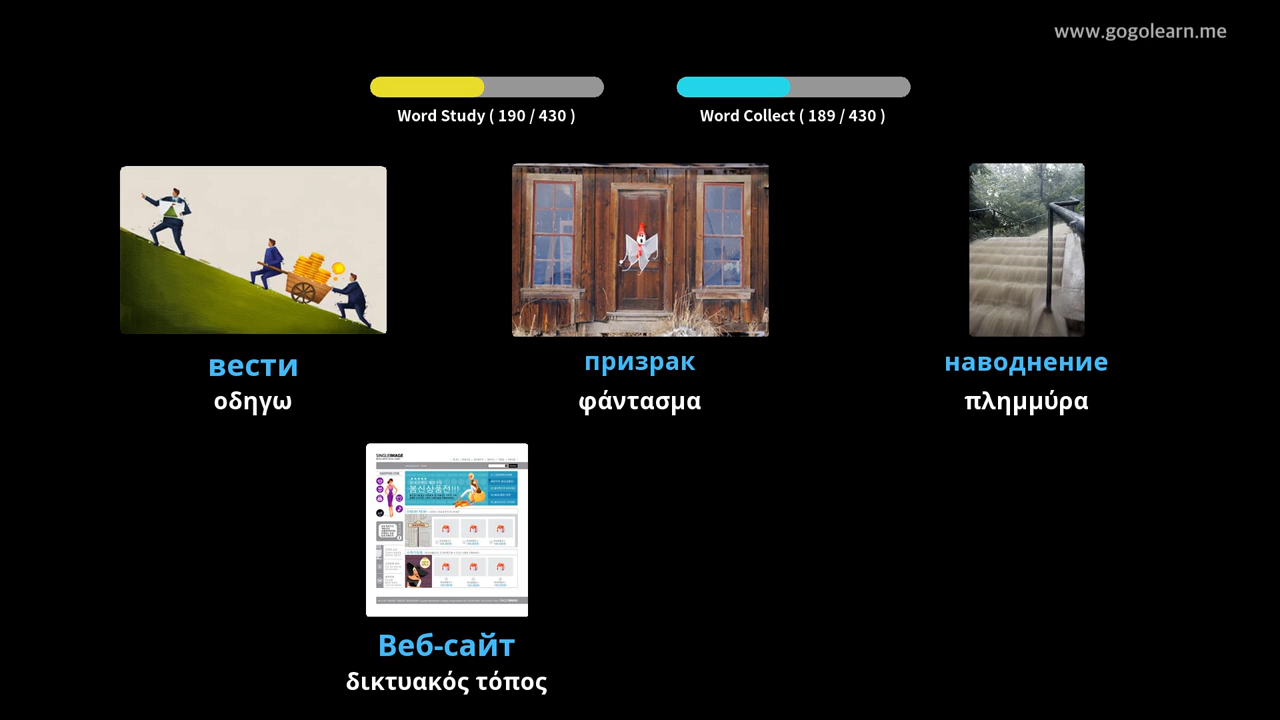 www.gogolearn.me
Word Study ( 190 / 430 )
Word Collect ( 189 / 430 )
вести
призрак
наводнение
οδηγω
φάντασμα
πλημμύρα
Веб-сайт
δικτυακός τόπος